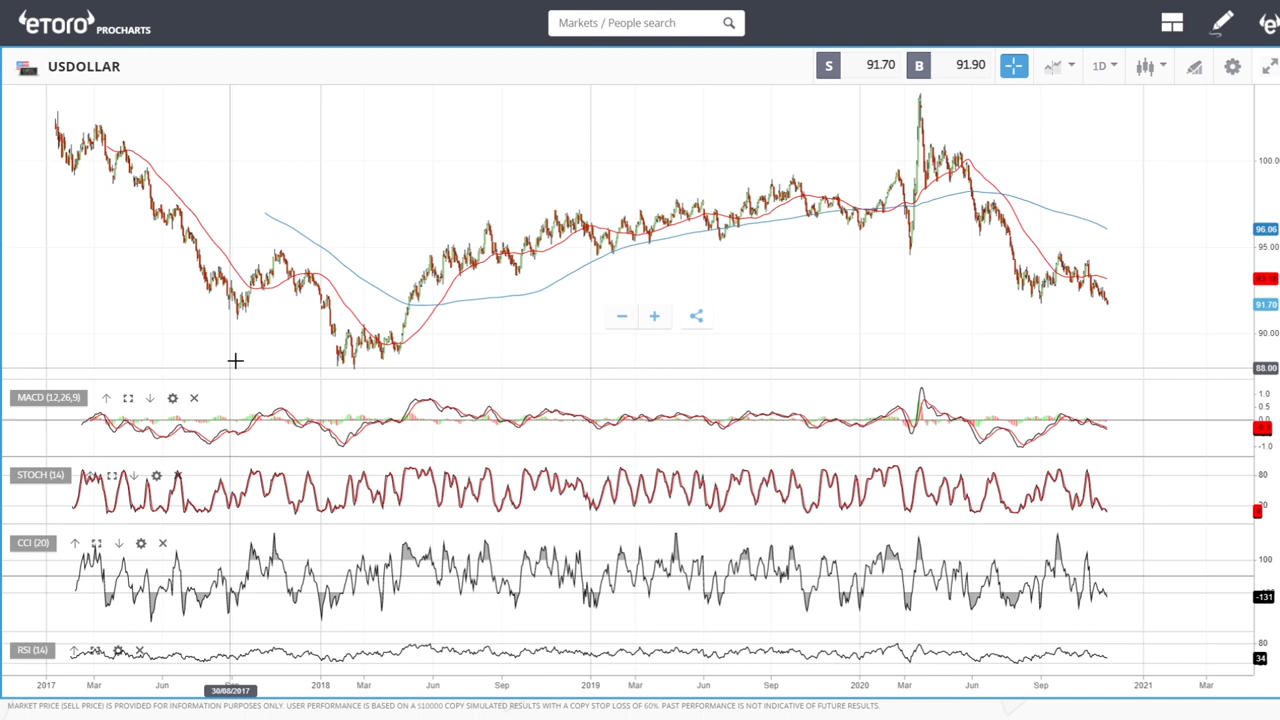 eTORO PROCHARTS
Markets / People search
USDOLLAR
S 91.70 B 91.90
1D
100.0
96.06
95.00
91.70
90.00
88.00
MACD (12,26,9)
1.0
0.5
0.0
-1.0
STOCH (14)
80
CCI (20)
100
-131
RSI (14)
80
34
2017 Mar Jun 2018 Mar Jun Sep 2019 Mar Jun Sep 2020 Mar Jun Sep 2021 Mar
30/08/2017
MARKET PRICE (SELL PRICE) IS PROVIDED FOR INFORMATION PURPOSES ONLY. USER PERFORMANCE IS BASED ON A $10000 COPY SIMULATED RESULTS WITH A COPY STOP LOSS OF 60%. PAST PERFORMANCE IS NOT INDICATIVE OF FUTURE RESULTS.